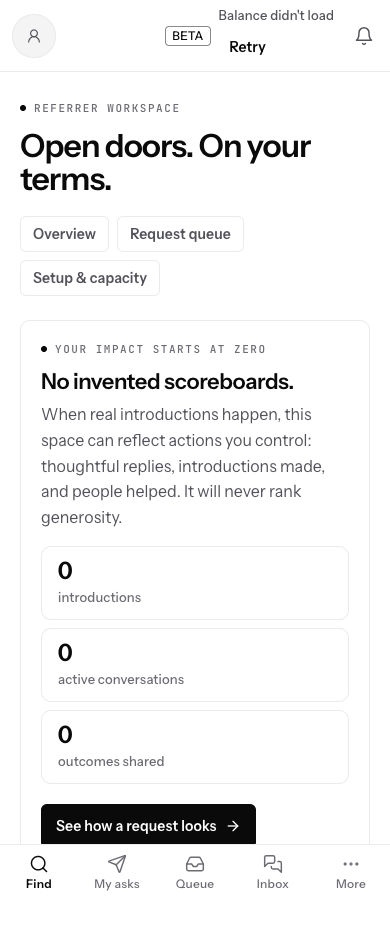 Balance didn't load
BETA
Retry
REFERRER WORKSPACE
Open doors. On your
terms.
Overview
Request queue
Setup & capacity
YOUR IMPACT STARTS AT ZERO
No invented scoreboards.
When real introductions happen, this
space can reflect actions you control:
thoughtful replies, introductions made,
and people helped. It will never rank
generosity.
0
introductions
0
active conversations
0
outcomes shared
See how a request looks
Find
My asks
Queue
Inbox
More